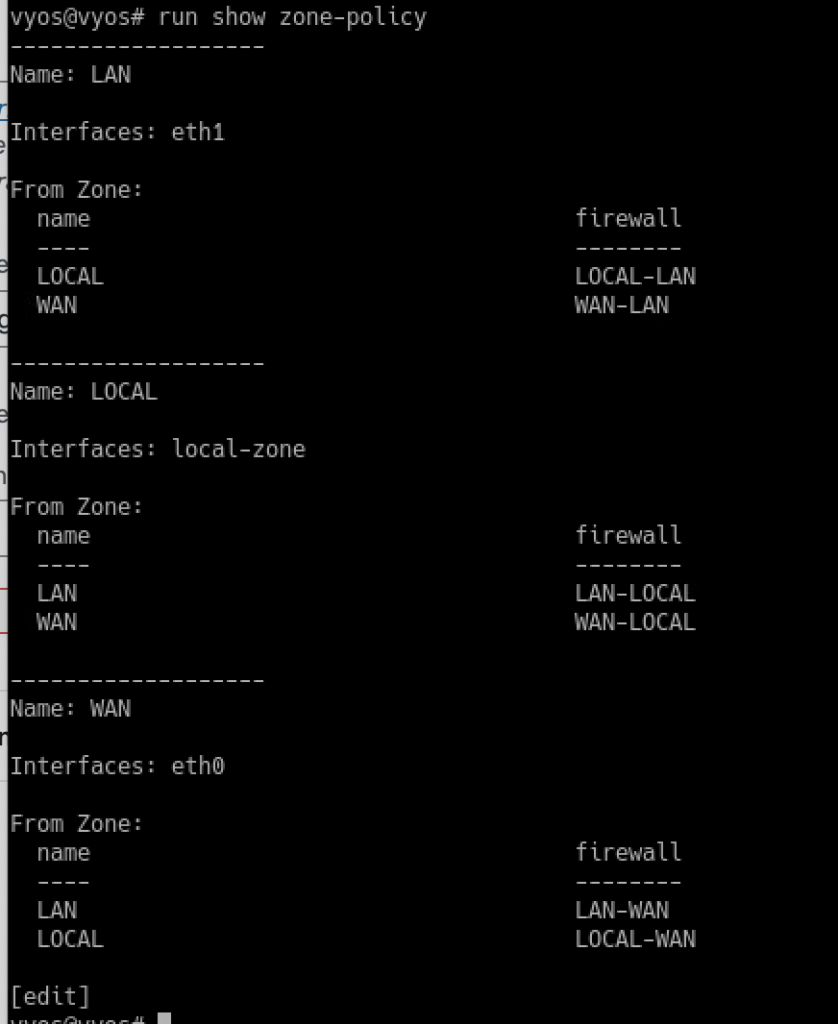 vyos@vyos# run show zone-policy
-------------------
Name: LAN
Interfaces: eth1
From Zone:
name firewall
---- --------
LOCAL LOCAL-LAN
WAN WAN-LAN
-------------------
Name: LOCAL
Interfaces: local-zone
From Zone:
name firewall
---- --------
LAN LAN-LOCAL
WAN WAN-LOCAL
-------------------
Name: WAN
Interfaces: eth0
From Zone:
name firewall
---- --------
LAN LAN-WAN
LOCAL LOCAL-WAN
[edit]
vyos@vyos#